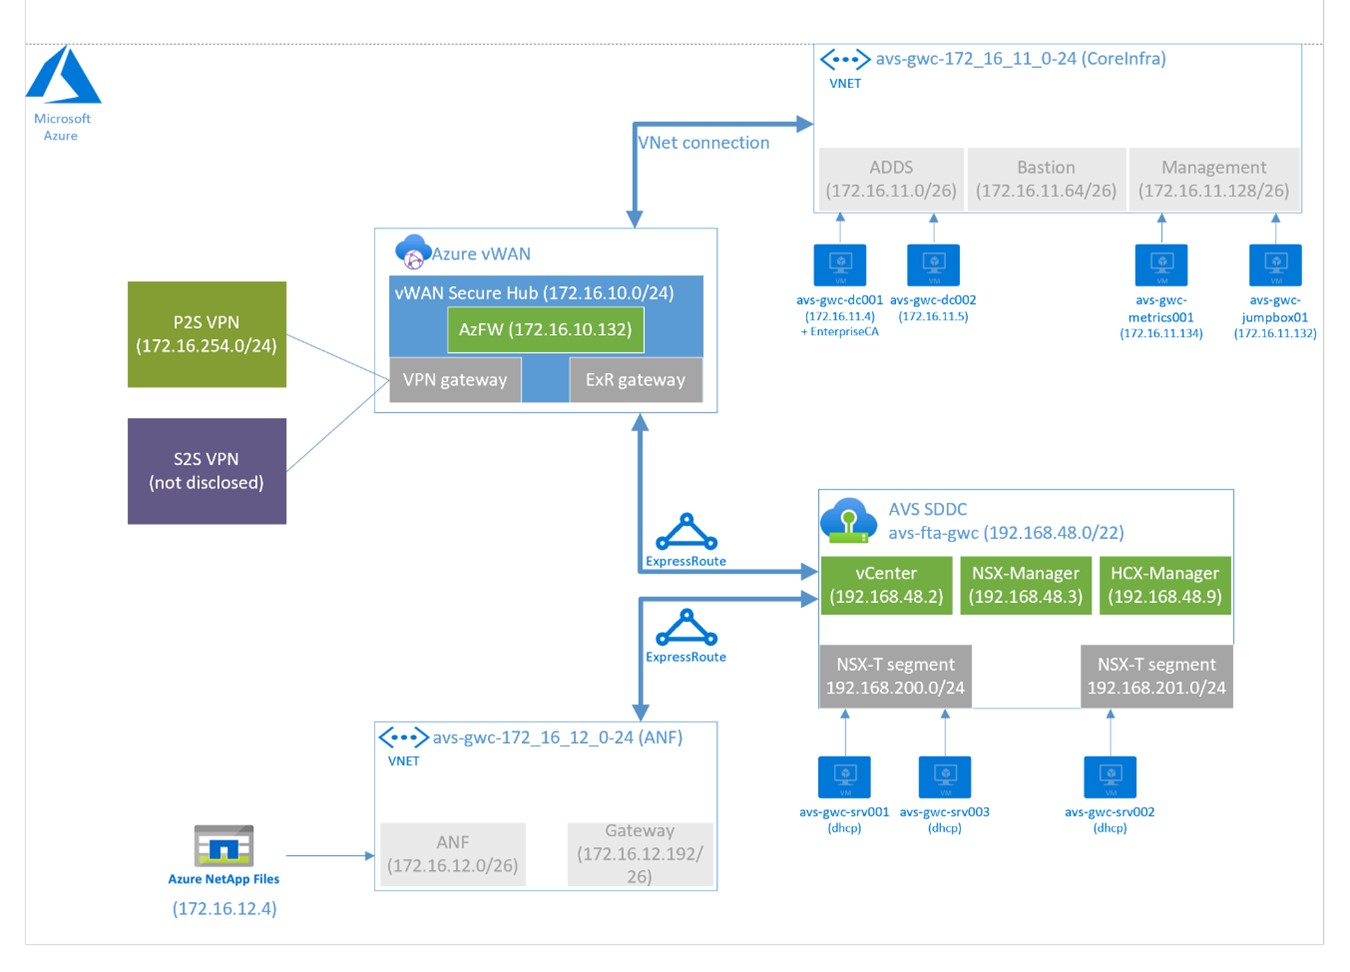 Microsoft
Azure
avs-gwc-172_16_11_0-24 (CoreInfra)
VNET
VNet connection
ADDS
(172.16.11.0/26)
Bastion
(172.16.11.64/26)
Management
(172.16.11.128/26)
VM
VM
VM
VM
avs-gwc-dc001
(172.16.11.4)
+ EnterpriseCA
avs-gwc-dc002
(172.16.11.5)
avs-gwc-
metrics001
(172.16.11.134)
avs-gwc-
jumpbox01
(172.16.11.132)
Azure vWAN
vWAN Secure Hub (172.16.10.0/24)
AzFW (172.16.10.132)
VPN gateway
ExR gateway
P2S VPN
(172.16.254.0/24)
S2S VPN
(not disclosed)
ExpressRoute
ExpressRoute
AVS SDDC
avs-fta-gwc (192.168.48.0/22)
vCenter
(192.168.48.2)
NSX-Manager
(192.168.48.3)
HCX-Manager
(192.168.48.9)
NSX-T segment
192.168.200.0/24
NSX-T segment
192.168.201.0/24
VM
VM
VM
avs-gwc-srv001
(dhcp)
avs-gwc-srv003
(dhcp)
avs-gwc-srv002
(dhcp)
avs-gwc-172_16_12_0-24 (ANF)
VNET
ANF
(172.16.12.0/26)
Gateway
(172.16.12.192/
26)
Azure NetApp Files
(172.16.12.4)